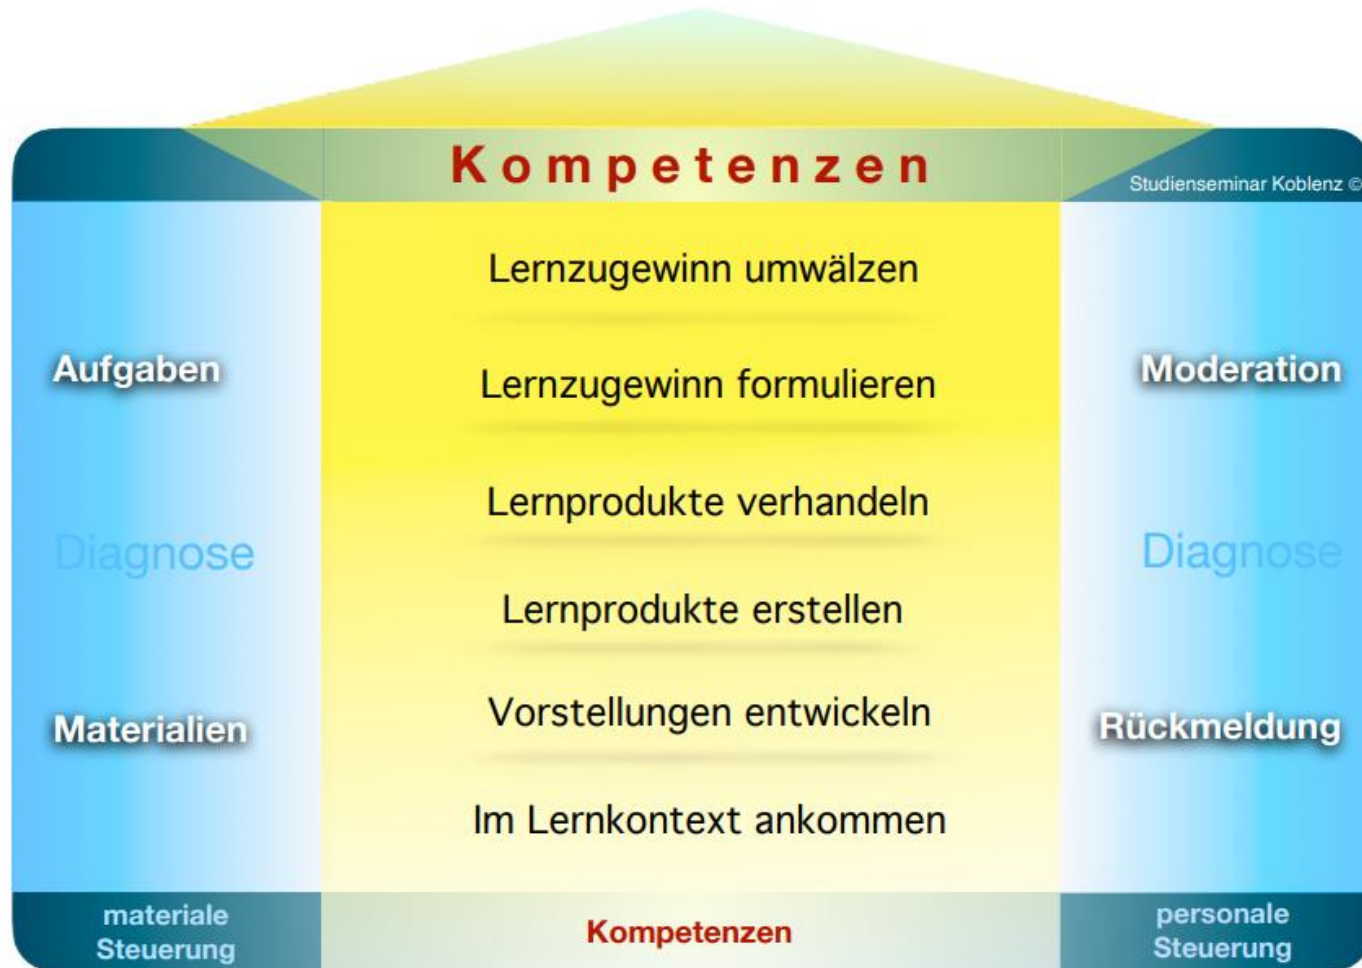 Kompetenzen
Studienseminar Koblenz ©
Lernzugewinn umwälzen
Aufgaben
Moderation
Lernzugewinn formulieren
Lernprodukte verhandeln
Diagnose
Diagnose
Lernprodukte erstellen
Materialien
Vorstellungen entwickeln
Rückmeldung
Im Lernkontext ankommen
materiale
Steuerung
Kompetenzen
personale
Steuerung